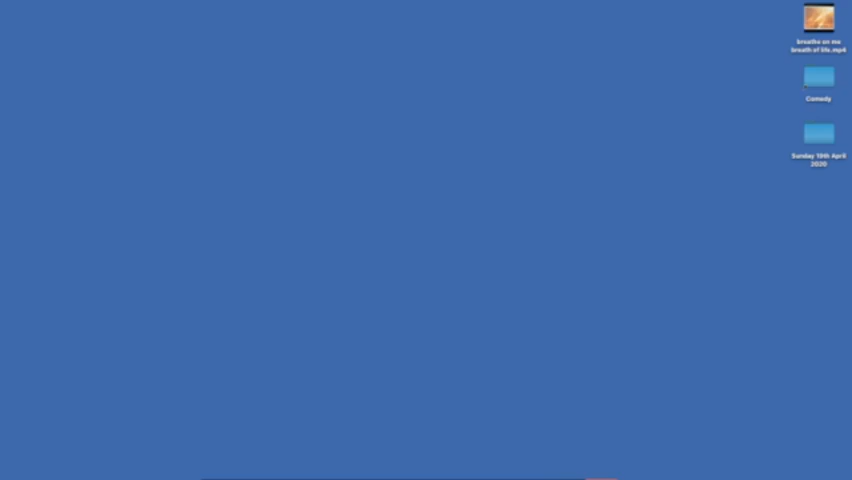 breathe on me
breath of life.mp4
Comedy
Sunday 19th April
2020